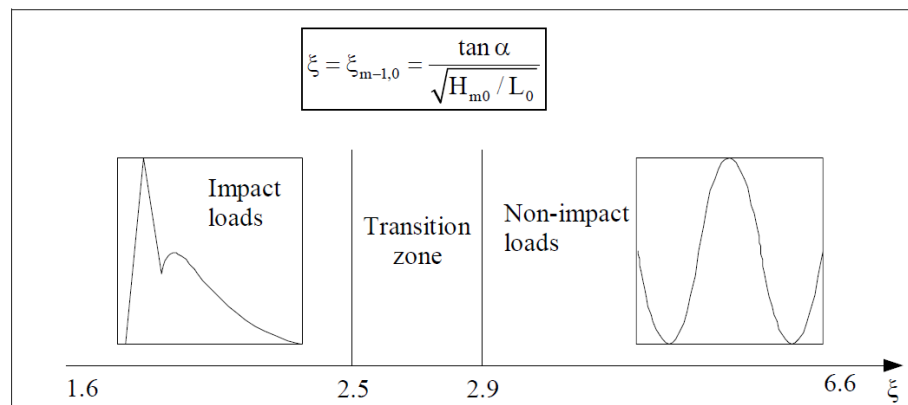 ξ = ξm−1,0 = tan α / √(Hm0 / L0)
Impact
loads
Transition
zone
Non-impact
loads
1.6
2.5
2.9
6.6
ξ